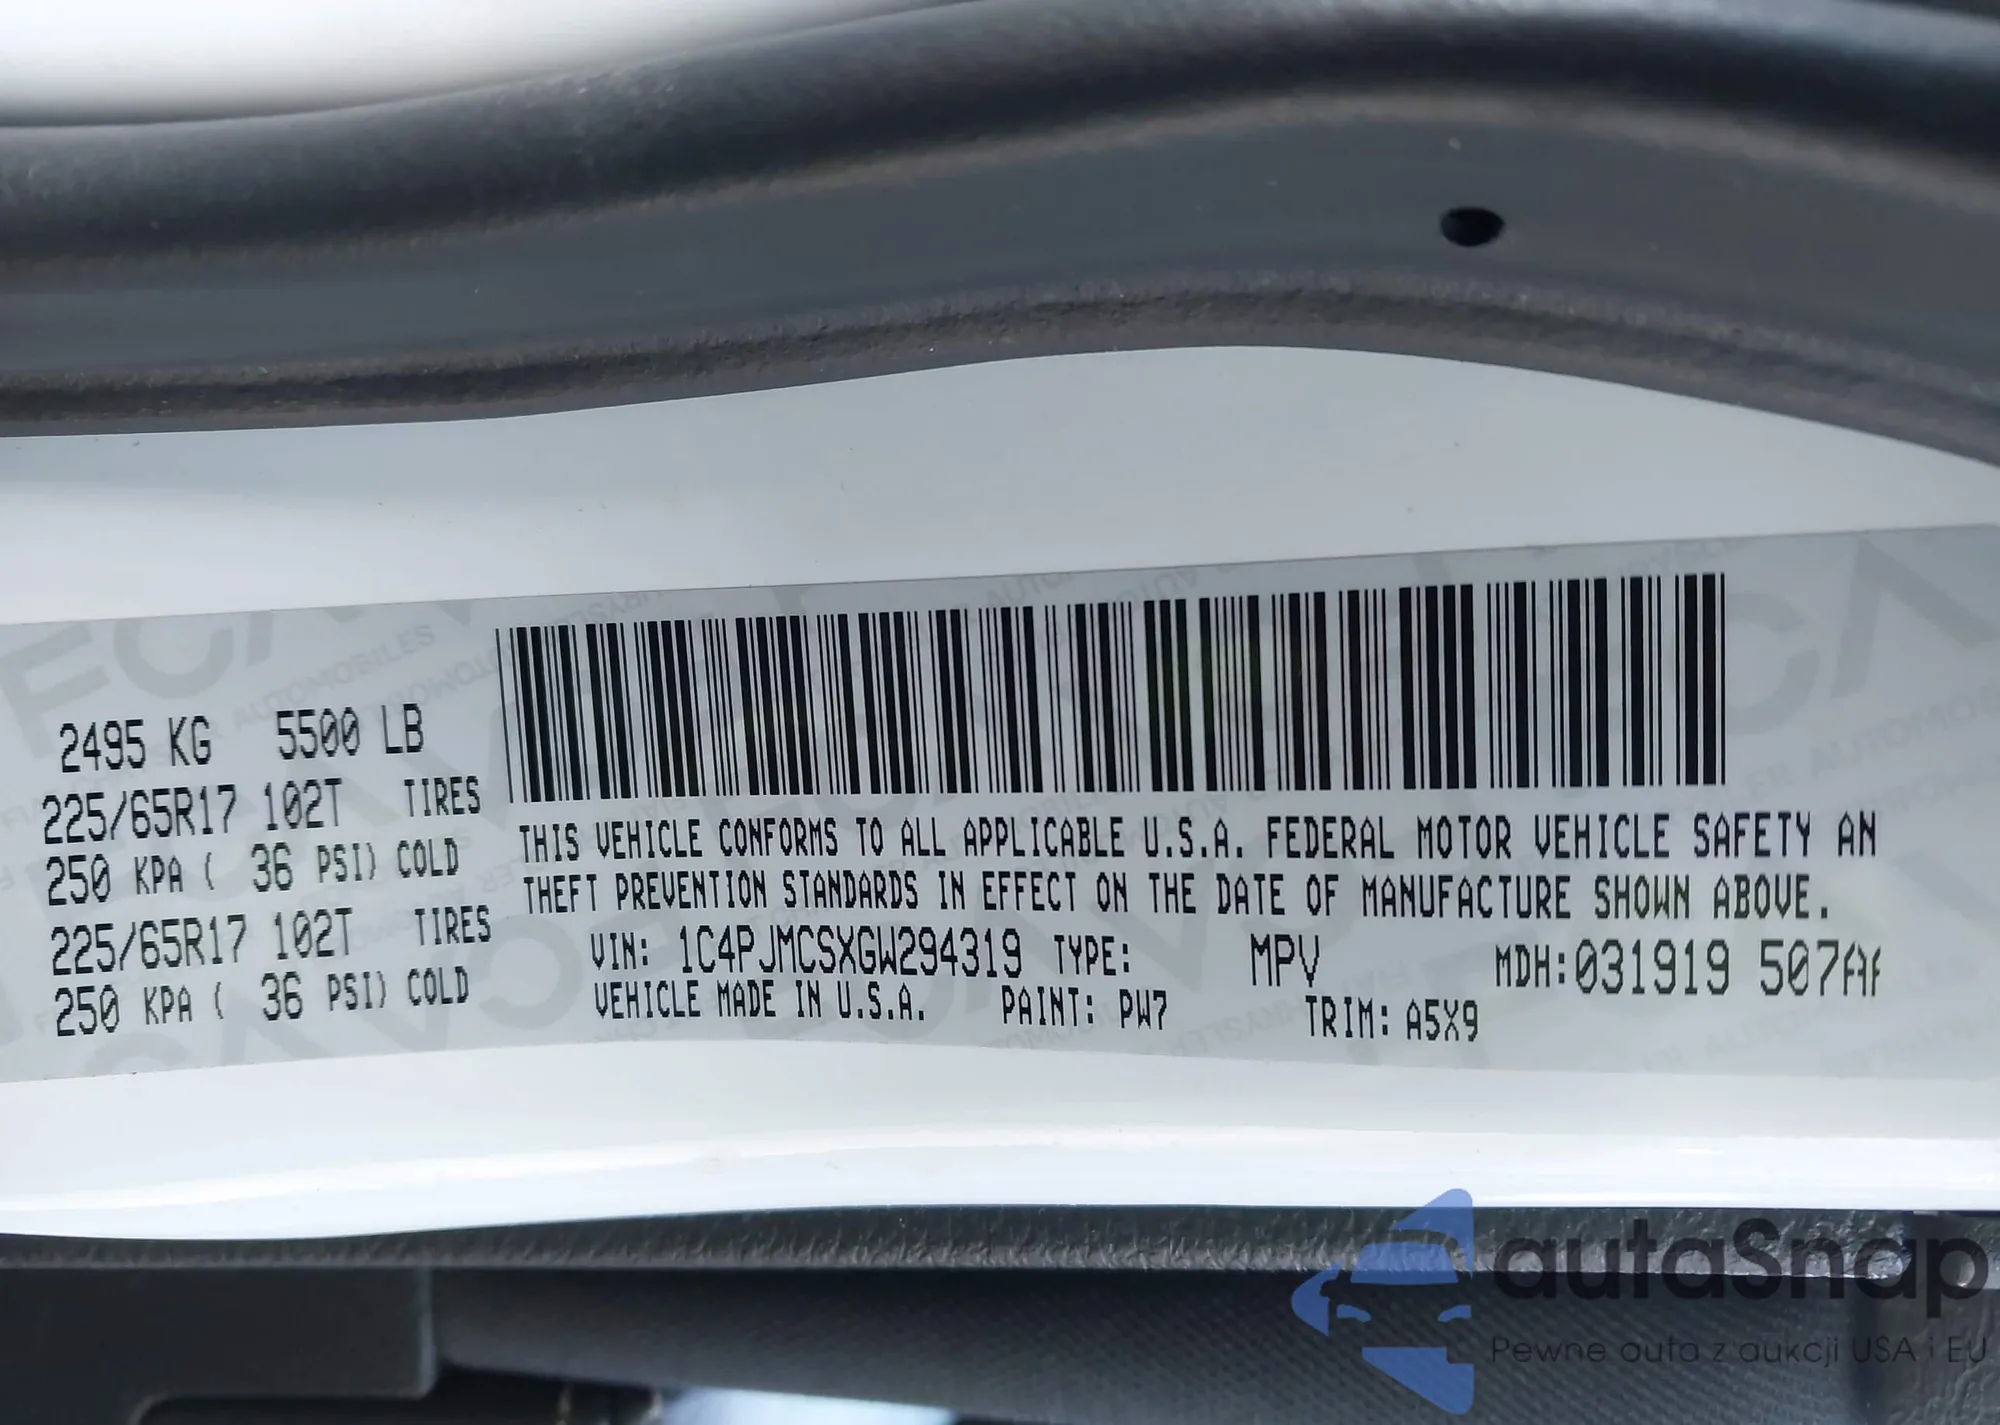 2495 KG 5500 LB
225/65R17 102T TIRES
250 KPA ( 36 PSI) COLD
225/65R17 102T TIRES
250 KPA ( 36 PSI) COLD
THIS VEHICLE CONFORMS TO ALL APPLICABLE U.S.A. FEDERAL MOTOR VEHICLE SAFETY AN
THEFT PREVENTION STANDARDS IN EFFECT ON THE DATE OF MANUFACTURE SHOWN ABOVE.
VIN: 1C4PJMCSXGW294319 TYPE: MPV MDH:031919 507
VEHICLE MADE IN U.S.A. PAINT: PW7 TRIM: A5X9
autaSnap
Pewne auta z aukcji USA i EU